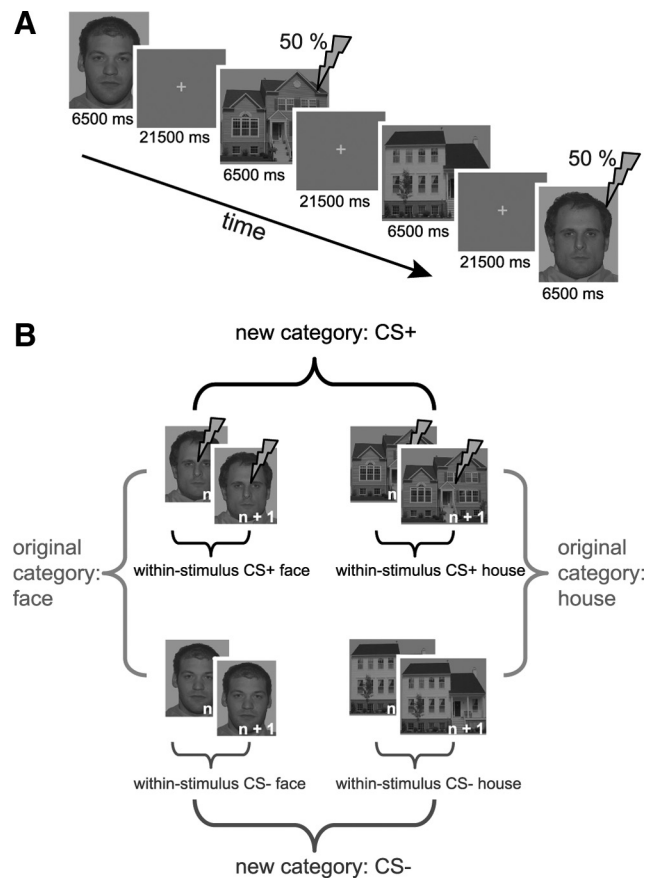 A
50 %
6500 ms
21500 ms
6500 ms
50 %
21500 ms
6500 ms
21500 ms
6500 ms
time
B
new category: CS+
n
n + 1
n
n + 1
original
category:
face
within-stimulus CS+ face
within-stimulus CS+ house
original
category:
house
n
n + 1
n
n + 1
within-stimulus CS- face
within-stimulus CS- house
new category: CS-